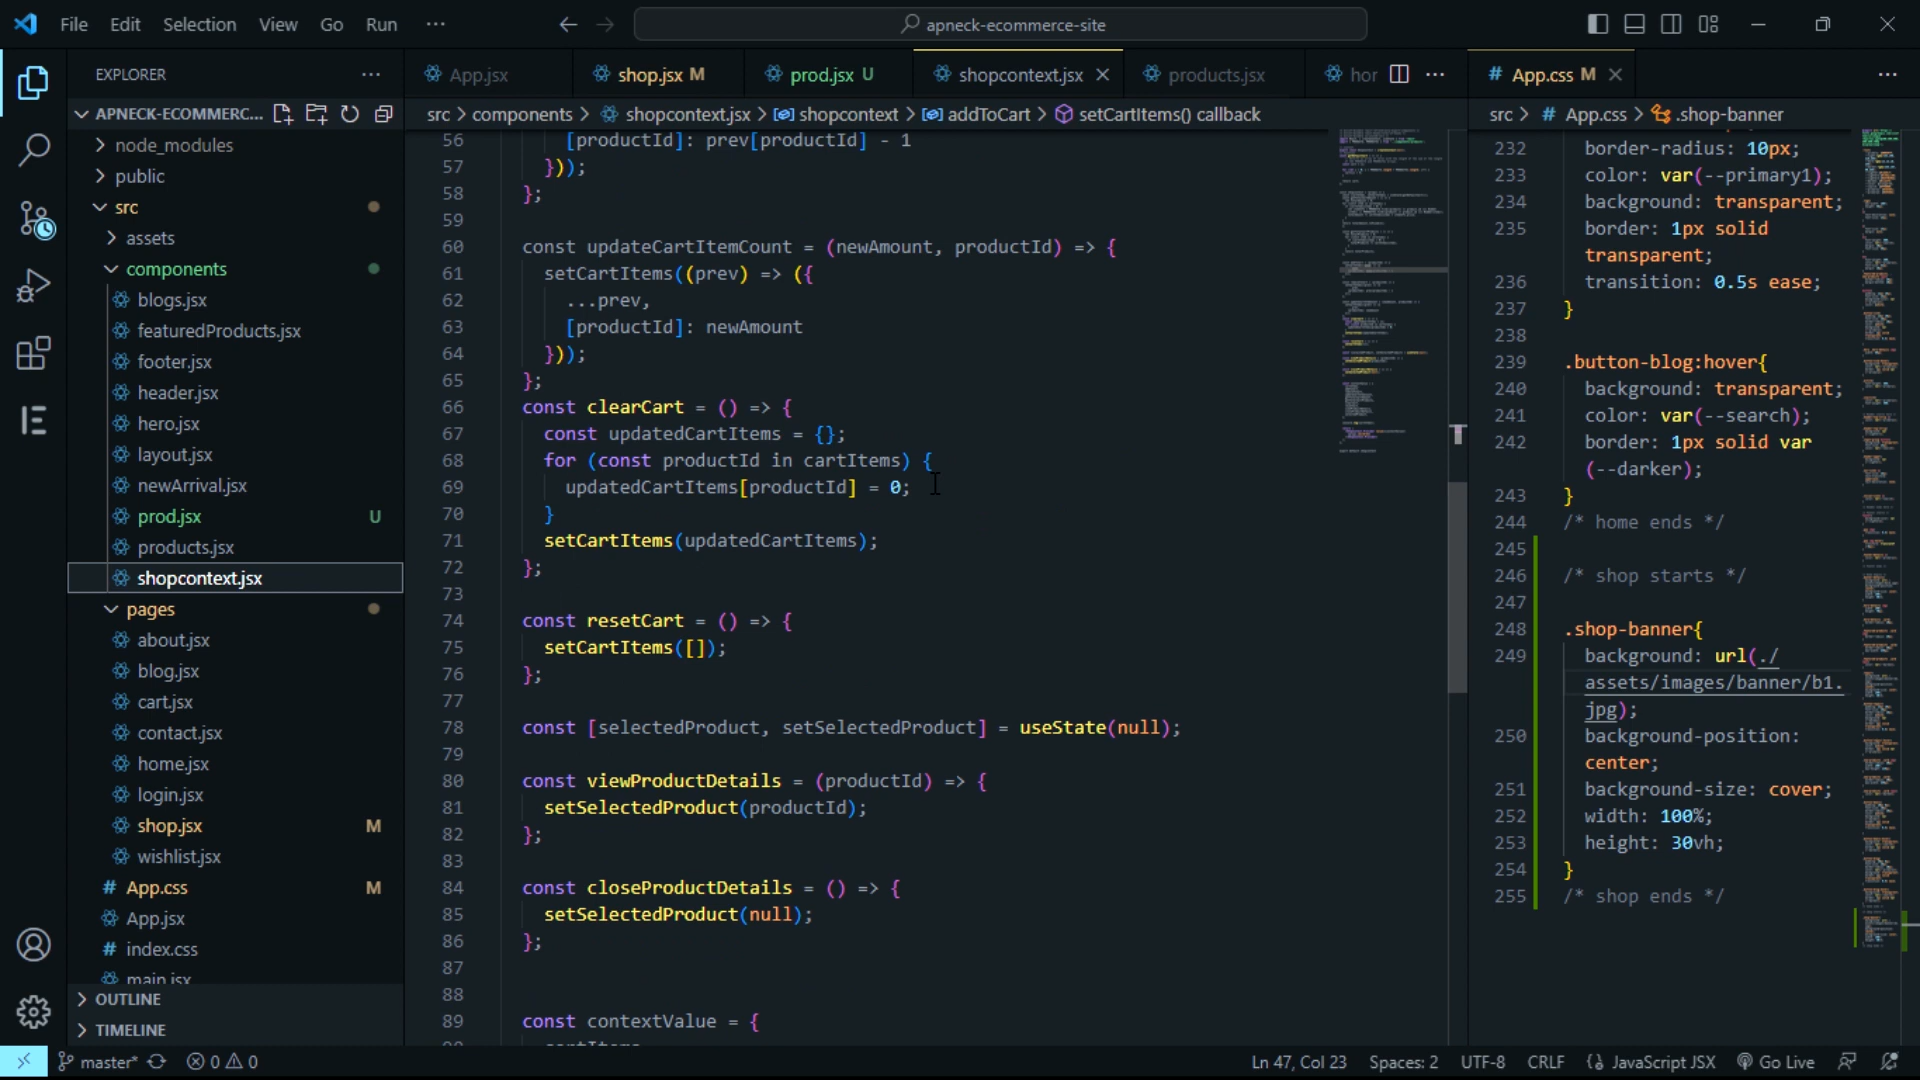 File Edit Selection View Go Run ···
apneck-ecommerce-site
EXPLORER ···
APNECK-ECOMMERC...
node_modules
public
src
assets
components
blogs.jsx
featuredProducts.jsx
footer.jsx
header.jsx
hero.jsx
layout.jsx
newArrival.jsx
prod.jsx U
products.jsx
shopcontext.jsx
pages
about.jsx
blog.jsx
cart.jsx
contact.jsx
home.jsx
login.jsx
shop.jsx M
wishlist.jsx
# App.css M
App.jsx
# index.css
main.jsx
OUTLINE
TIMELINE
App.jsx shop.jsx M prod.jsx U shopcontext.jsx products.jsx hor ···
src > components > shopcontext.jsx > shopcontext > addToCart > setCartItems() callback
56 [productId]: prev[productId] - 1
57 }));
58 };
59
60 const updateCartItemCount = (newAmount, productId) => {
61 setCartItems((prev) => ({
62 ...prev,
63 [productId]: newAmount
64 }));
65 };
66 const clearCart = () => {
67 const updatedCartItems = {};
68 for (const productId in cartItems) {
69 updatedCartItems[productId] = 0;
70 }
71 setCartItems(updatedCartItems);
72 };
73
74 const resetCart = () => {
75 setCartItems([]);
76 };
77
78 const [selectedProduct, setSelectedProduct] = useState(null);
79
80 const viewProductDetails = (productId) => {
81 setSelectedProduct(productId);
82 };
83
84 const closeProductDetails = () => {
85 setSelectedProduct(null);
86 };
87
88
89 const contextValue = {
# App.css M ···
src > # App.css > .shop-banner
232 border-radius: 10px;
233 color: var(--primary1);
234 background: transparent;
235 border: 1px solid
transparent;
236 transition: 0.5s ease;
237 }
238
239 .button-blog:hover{
240 background: transparent;
241 color: var(--search);
242 border: 1px solid var
(--darker);
243 }
244 /* home ends */
245
246 /* shop starts */
247
248 .shop-banner{
249 background: url(./
assets/images/banner/b1.
jpg);
250 background-position:
center;
251 background-size: cover;
252 width: 100%;
253 height: 30vh;
254 }
255 /* shop ends */
master* 0 0
Ln 47, Col 23 Spaces: 2 UTF-8 CRLF JavaScript JSX Go Live